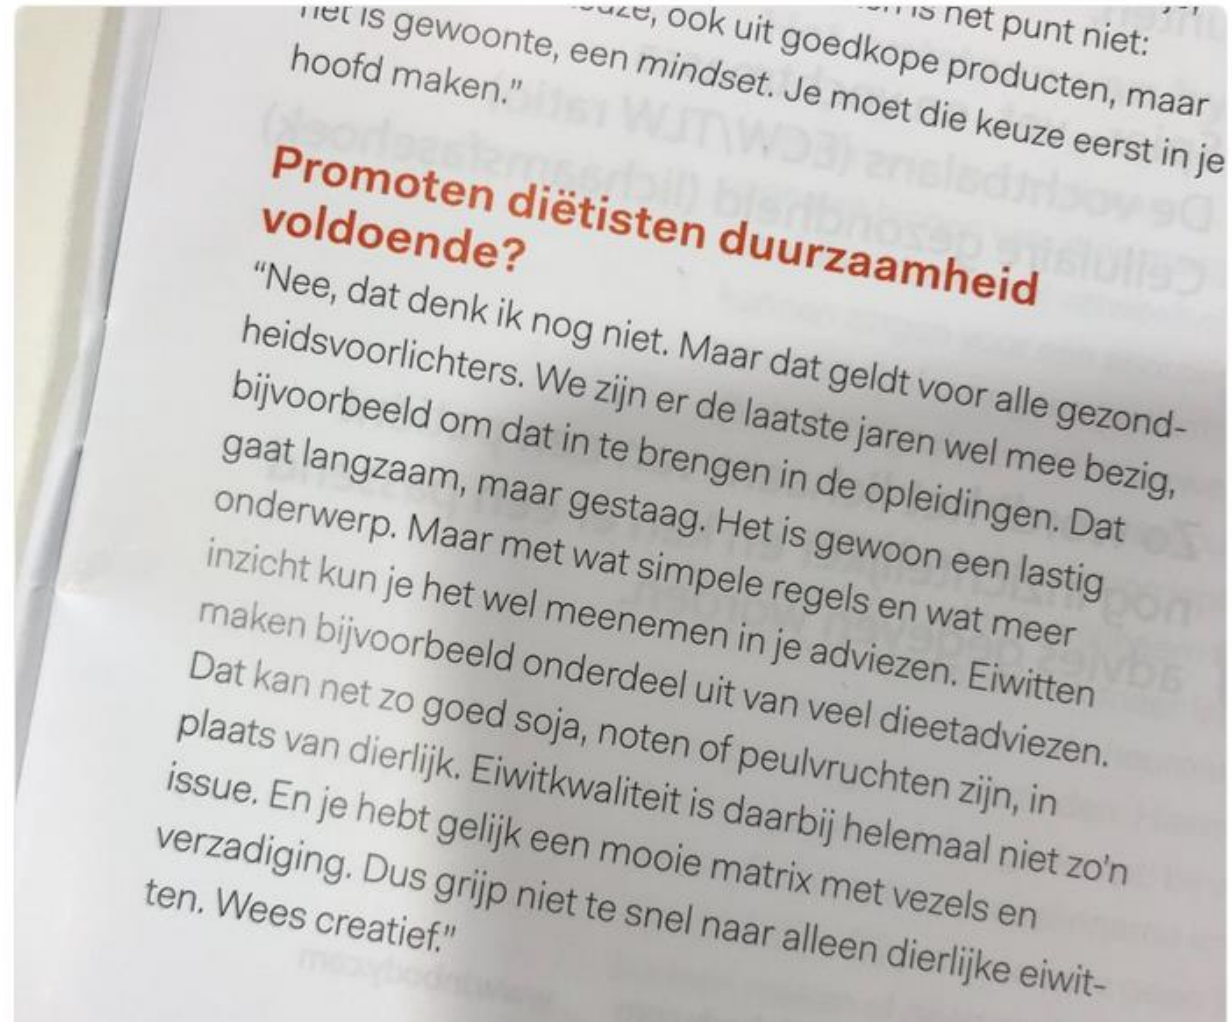 is het punt niet:
het is gewoonte, een mindset. Je moet die keuze eerst in je
ook uit goedkope producten, maar
hoofd maken.”
Promoten diëtisten duurzaamheid
voldoende?
“Nee, dat denk ik nog niet. Maar dat geldt voor alle gezond-
heidsvoorlichters. We zijn er de laatste jaren wel mee bezig,
bijvoorbeeld om dat in te brengen in de opleidingen. Dat
gaat langzaam, maar gestaag. Het is gewoon een lastig
onderwerp. Maar met wat simpele regels en wat meer
inzicht kun je het wel meenemen in je adviezen. Eiwitten
maken bijvoorbeeld onderdeel uit van veel dieetadviezen.
Dat kan net zo goed soja, noten of peulvruchten zijn, in
plaats van dierlijk. Eiwitkwaliteit is daarbij helemaal niet zo’n
issue. En je hebt gelijk een mooie matrix met vezels en
verzadiging. Dus grijp niet te snel naar alleen dierlijke eiwit-
ten. Wees creatief.”